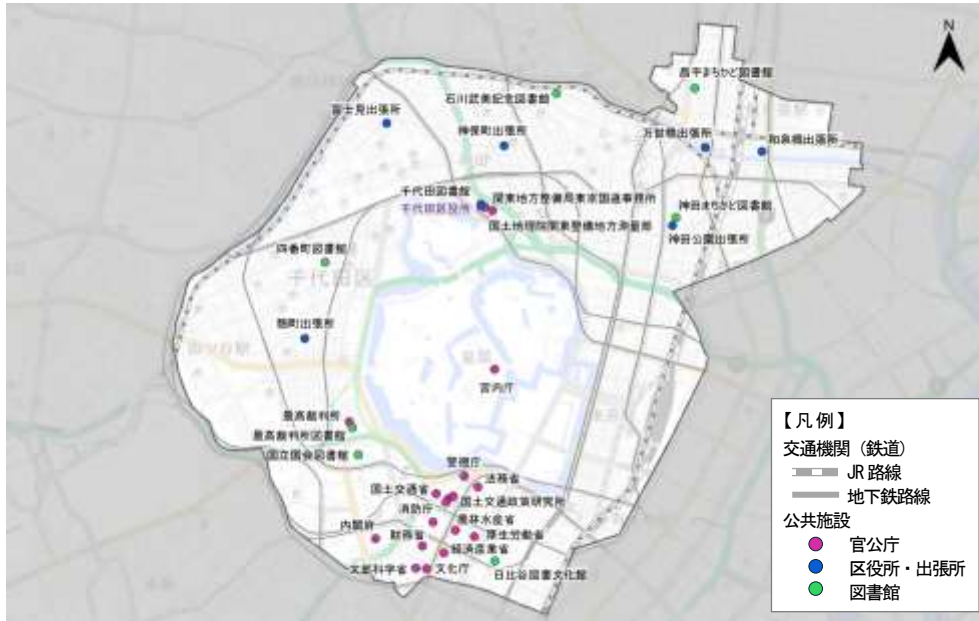 N
昌平まちかど図書館
石川武美記念図書館
富士見出張所
神保町出張所
万世橋出張所
和泉橋出張所
千代田図書館
関東地方整備局東京国道事務所
千代田区役所
神田まちかど図書館
国土地理院関東整備地方測量部
神田公園出張所
四番町図書館
千代田区
麹町出張所
四ツ谷駅
皇居
宮内庁
最高裁判所
最高裁判所図書館
国立国会図書館
警視庁
法務省
国土交通省
国土交通政策研究所
消防庁
農林水産省
内閣府
財務省
厚生労働省
経済産業省
文部科学省
文化庁
日比谷図書文化館
【凡例】
交通機関（鉄道）
JR 路線
地下鉄路線
公共施設
官公庁
区役所・出張所
図書館